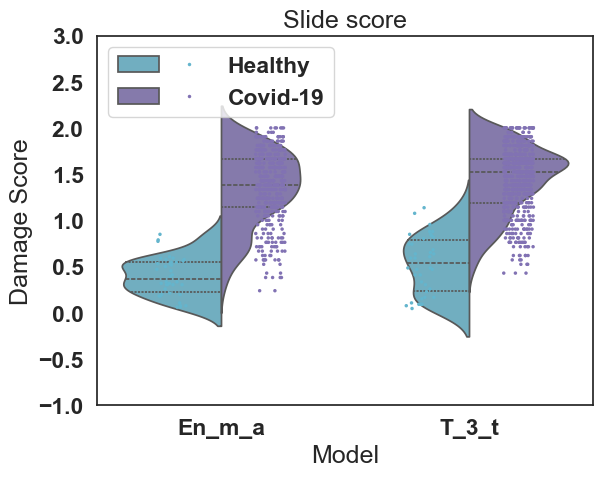 Slide score
Healthy
Covid-19
Damage Score
3.0
2.5
2.0
1.5
1.0
0.5
0.0
−0.5
−1.0
En_m_a
T_3_t
Model